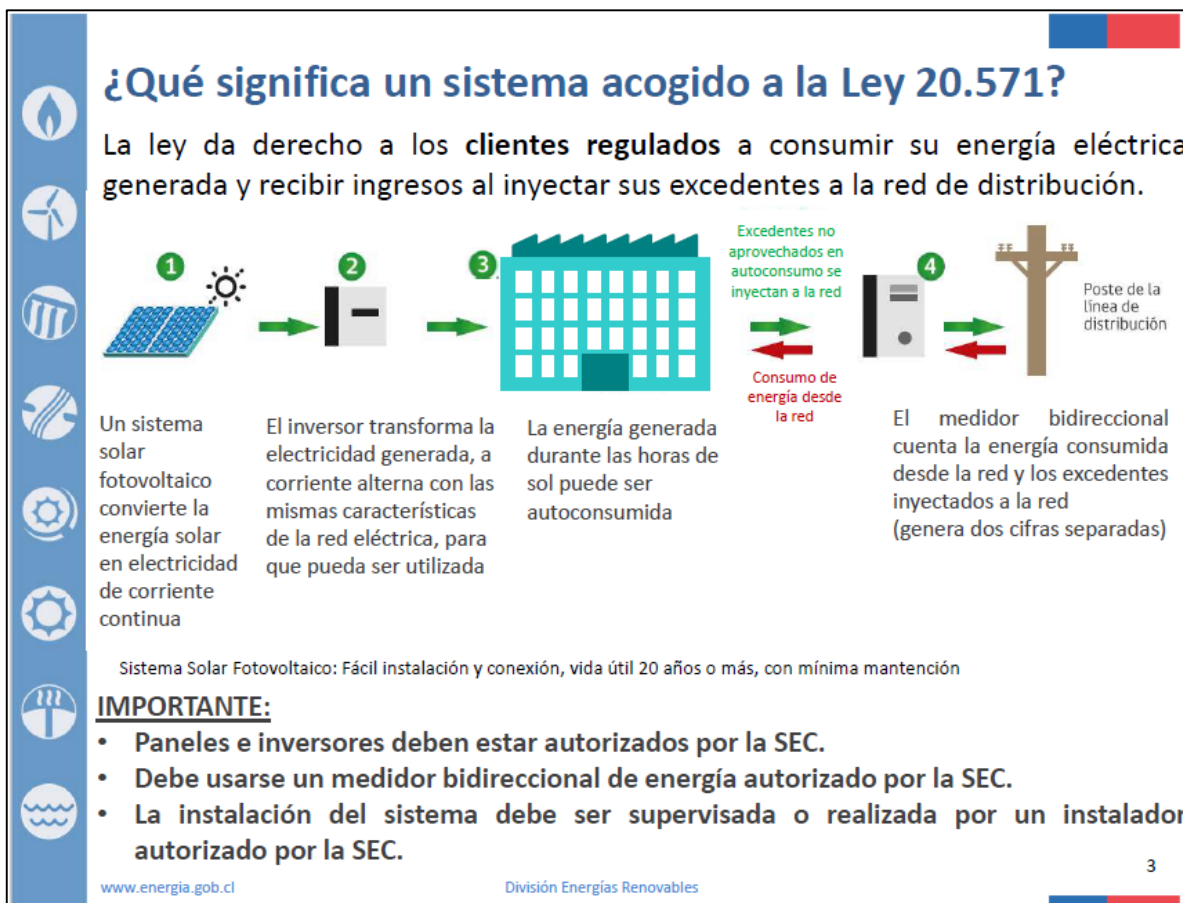 ¿Qué significa un sistema acogido a la Ley 20.571?
La ley da derecho a los clientes regulados a consumir su energía eléctrica
generada y recibir ingresos al inyectar sus excedentes a la red de distribución.
1
2
3
Excedentes no
aprovechados en
autoconsumo se
inyectan a la red
4
Poste de la
línea de
distribución
Consumo de
energía desde
la red
Un sistema
solar
fotovoltaico
convierte la
energía solar
en electricidad
de corriente
continua
El inversor transforma la
electricidad generada, a
corriente alterna con las
mismas características
de la red eléctrica, para
que pueda ser utilizada
La energía generada
durante las horas de
sol puede ser
autoconsumida
El medidor bidireccional
cuenta la energía consumida
desde la red y los excedentes
inyectados a la red
(genera dos cifras separadas)
Sistema Solar Fotovoltaico: Fácil instalación y conexión, vida útil 20 años o más, con mínima mantención
IMPORTANTE:
• Paneles e inversores deben estar autorizados por la SEC.
• Debe usarse un medidor bidireccional de energía autorizado por la SEC.
• La instalación del sistema debe ser supervisada o realizada por un instalador
autorizado por la SEC.
3
www.energia.gob.cl
División Energías Renovables